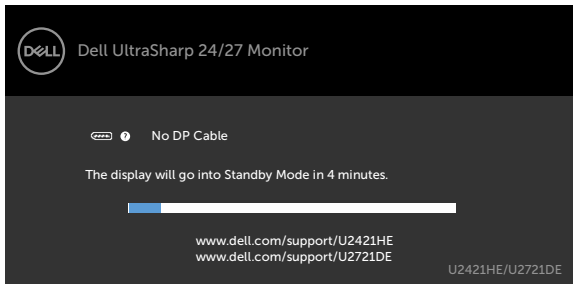 DELL
Dell UltraSharp 24/27 Monitor
? No DP Cable
The display will go into Standby Mode in 4 minutes.
www.dell.com/support/U2421HE
www.dell.com/support/U2721DE
U2421HE/U2721DE